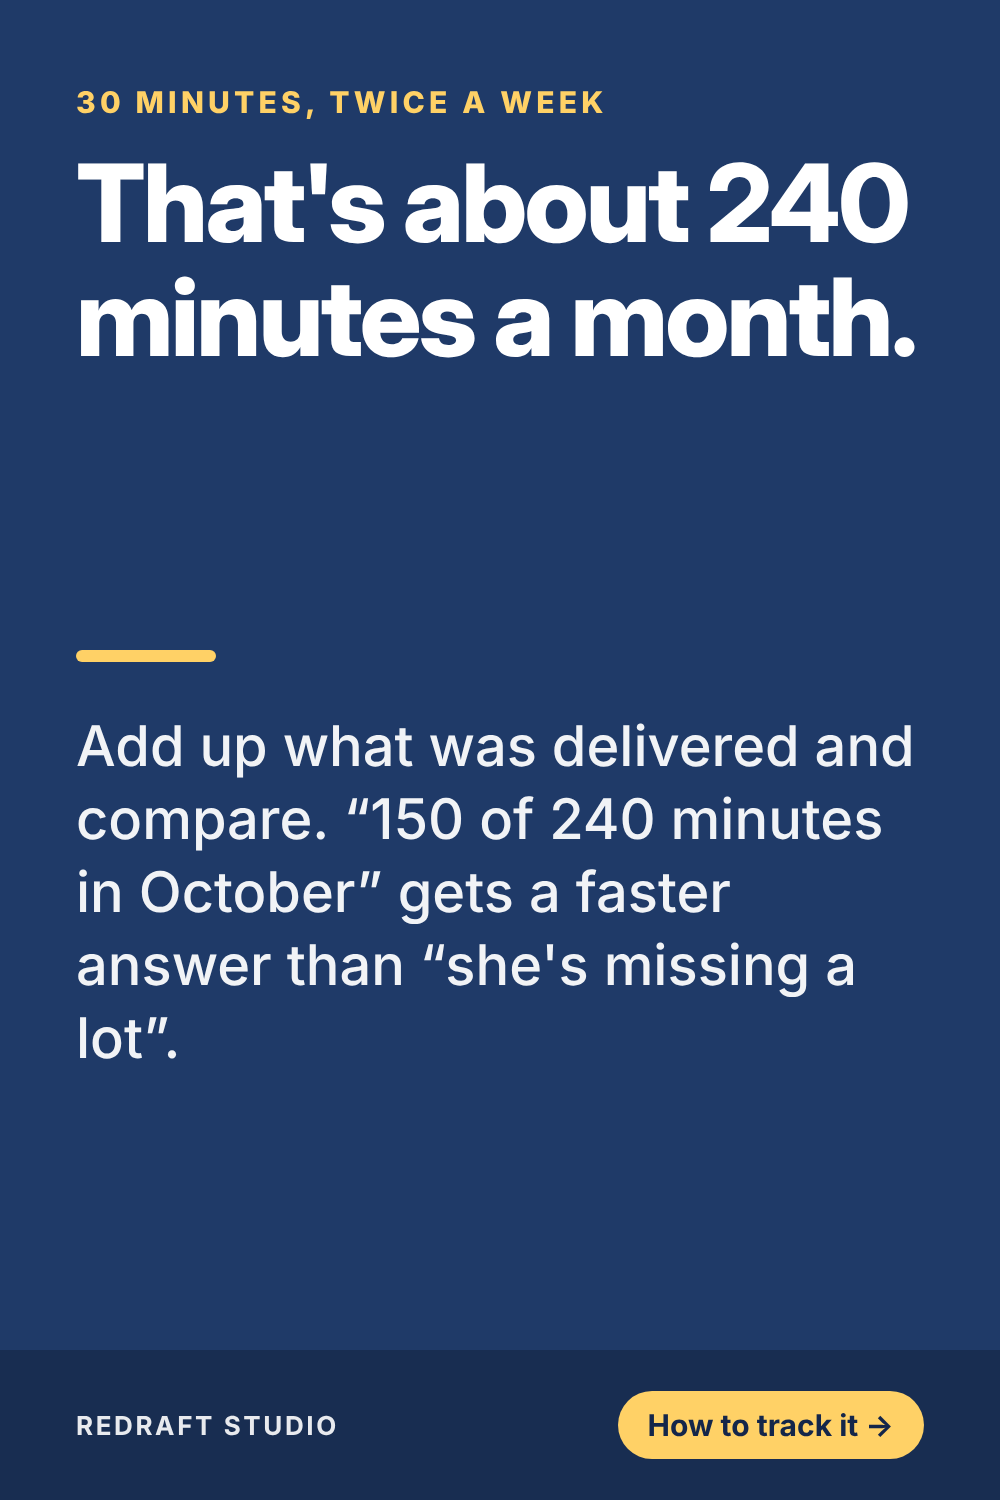 30 MINUTES, TWICE A WEEK
That's about 240
minutes a month.
Add up what was delivered and
compare. “150 of 240 minutes
in October” gets a faster
answer than “she's missing a
lot”.
REDRAFT STUDIO
How to track it →